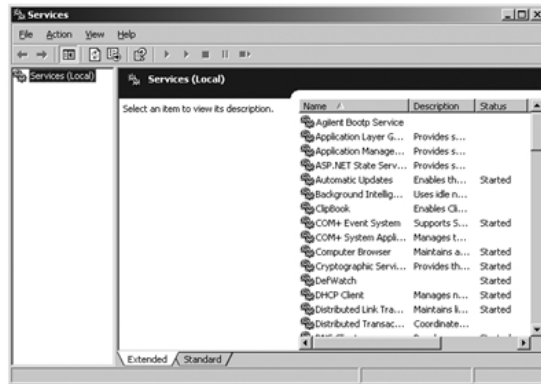 Services
File Action View Help
Services (Local)
Services (Local)
Select an item to view its description.
Name Description Status
Agilent Bootp Service
Application Layer G... Provides s...
Application Manage... Provides s...
ASP.NET State Serv... Provides s...
Automatic Updates Enables th... Started
Background Intellig... Uses idle n...
ClipBook Enables Cli...
COM+ Event System Supports S... Started
COM+ System Appli... Manages t...
Computer Browser Maintains a... Started
Cryptographic Servi... Provides th... Started
DefWatch Started
DHCP Client Manages n... Started
Distributed Link Tra... Maintains li... Started
Distributed Transac... Coordinate...
Extended Standard